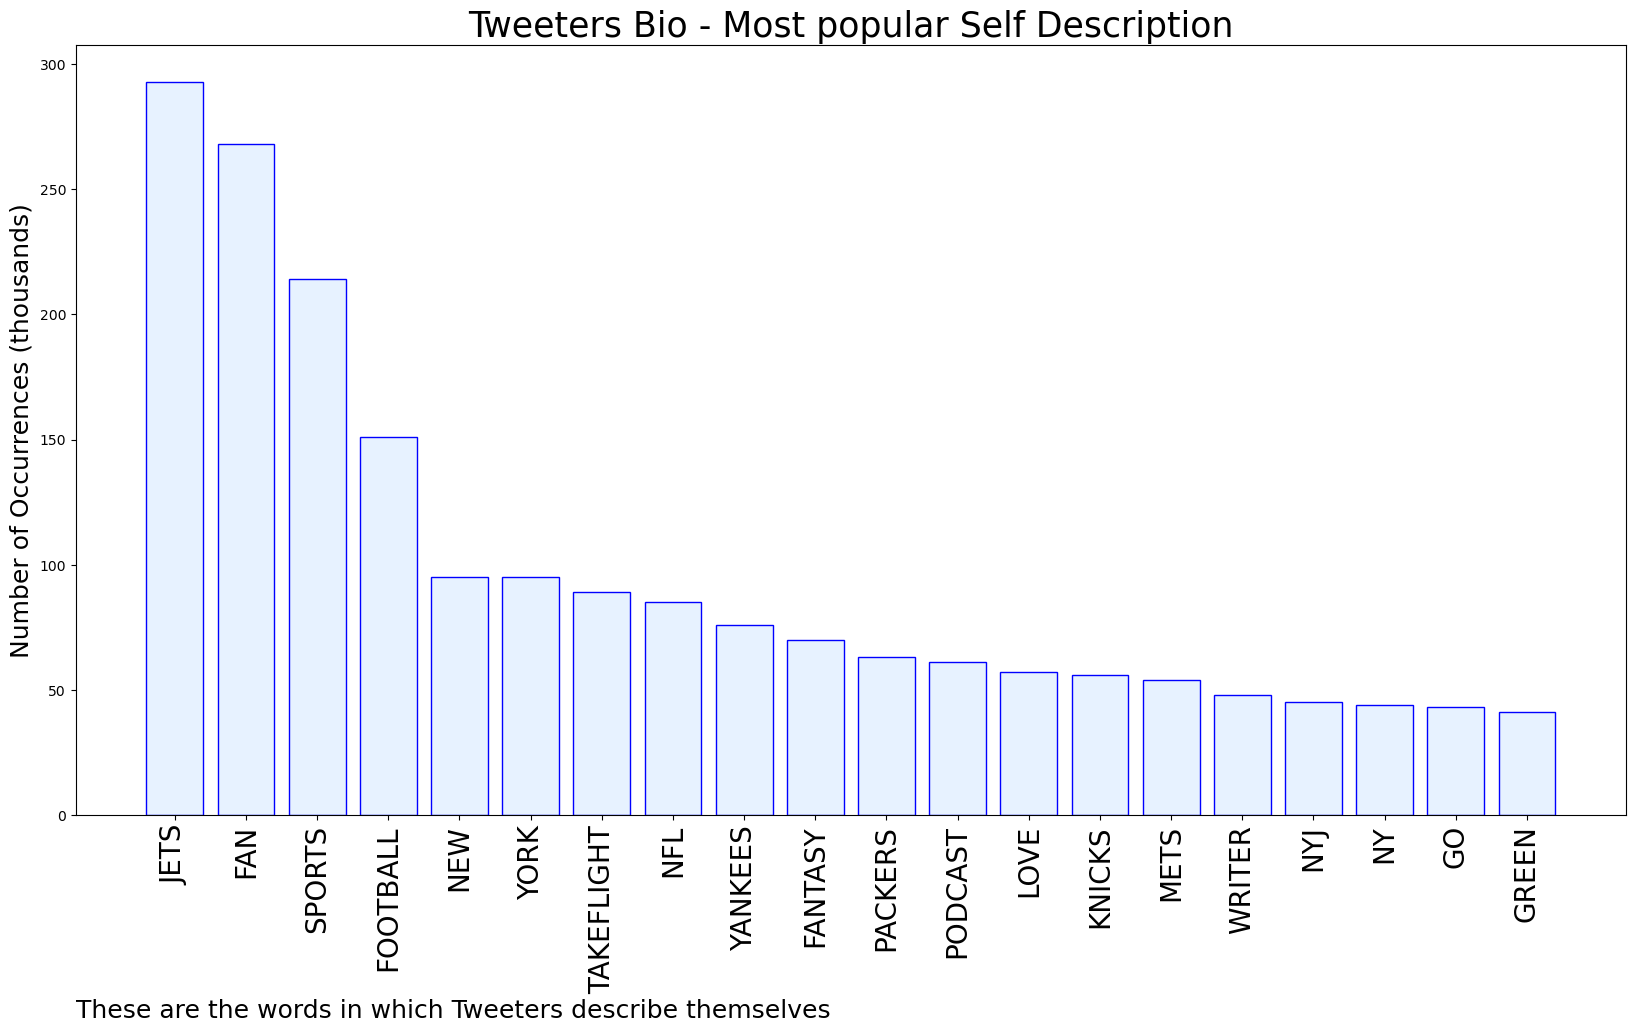 Tweeters Bio - Most popular Self Description
Number of Occurrences (thousands)
300
250
200
150
100
50
0
JETS
FAN
SPORTS
FOOTBALL
NEW
YORK
TAKEFLIGHT
NFL
YANKEES
FANTASY
PACKERS
PODCAST
LOVE
KNICKS
METS
WRITER
NYJ
NY
GO
GREEN
These are the words in which Tweeters describe themselves